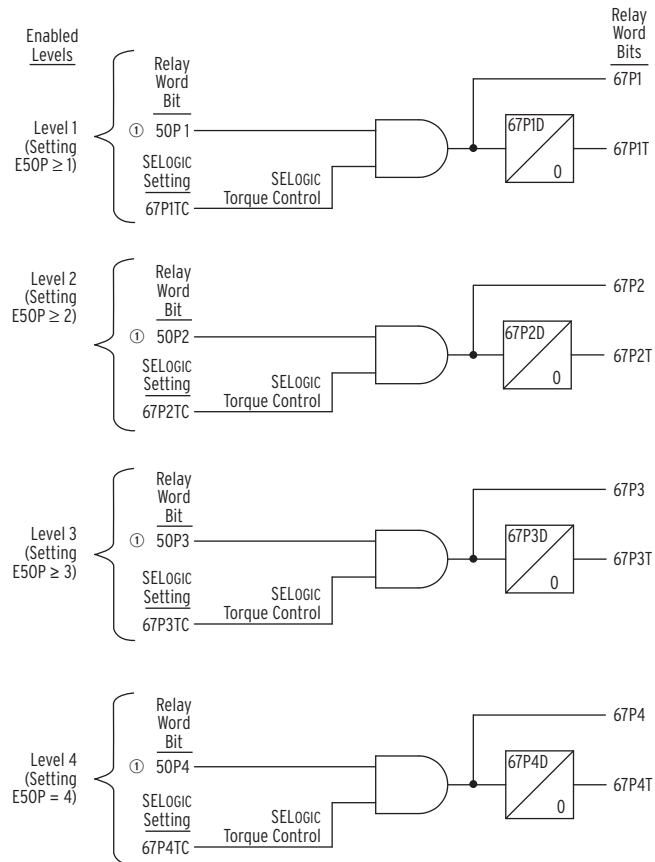 Enabled
Levels
Relay
Word
Bits
Level 1
(Setting
E50P ≥ 1)
Relay
Word
Bit
① 50P1
SELOGIC
Setting
67P1TC
SELOGIC
Torque Control
67P1D
0
67P1
67P1T
Level 2
(Setting
E50P ≥ 2)
Relay
Word
Bit
① 50P2
SELOGIC
Setting
67P2TC
SELOGIC
Torque Control
67P2D
0
67P2
67P2T
Level 3
(Setting
E50P ≥ 3)
Relay
Word
Bit
① 50P3
SELOGIC
Setting
67P3TC
SELOGIC
Torque Control
67P3D
0
67P3
67P3T
Level 4
(Setting
E50P = 4)
Relay
Word
Bit
① 50P4
SELOGIC
Setting
67P4TC
SELOGIC
Torque Control
67P4D
0
67P4
67P4T